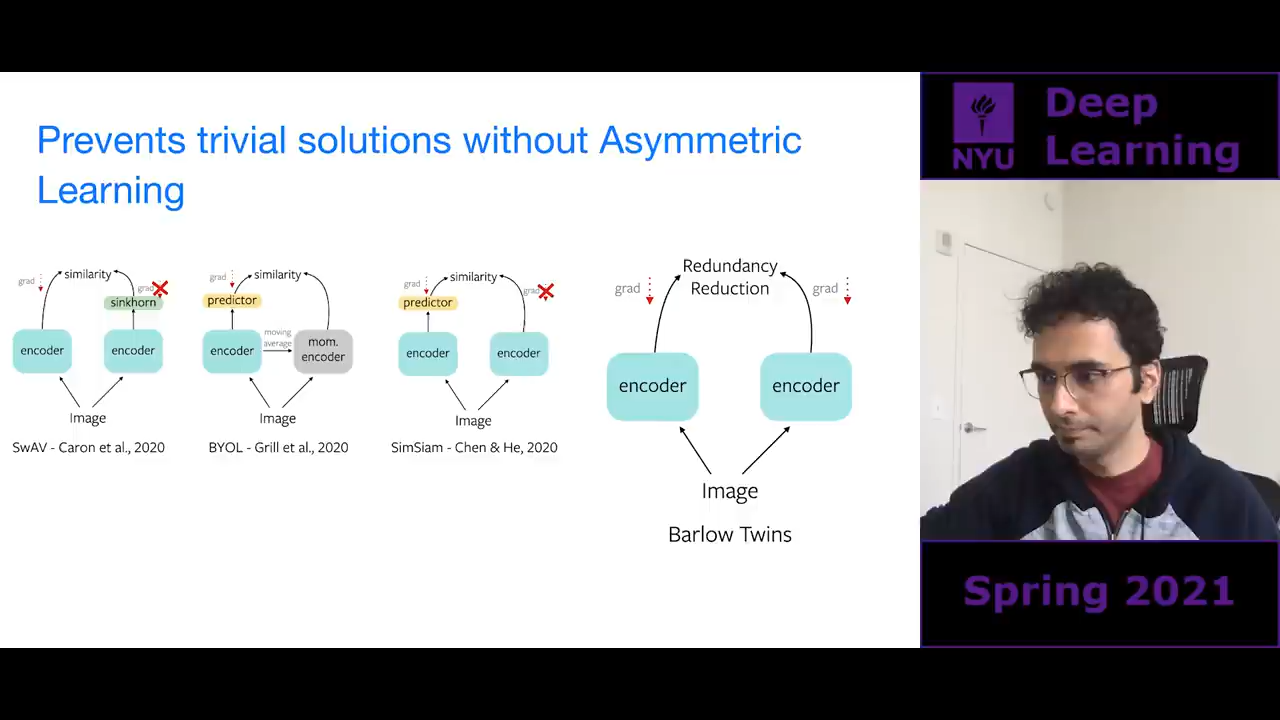 Prevents trivial solutions without Asymmetric
Learning
grad
similarity
grad
sinkhorn
encoder
encoder
Image
SwAV - Caron et al., 2020
grad
similarity
predictor
encoder
moving
average
mom.
encoder
Image
BYOL - Grill et al., 2020
grad
similarity
grad
predictor
encoder
encoder
Image
SimSiam - Chen & He, 2020
grad
Redundancy
Reduction
grad
encoder
encoder
Image
Barlow Twins
NYU
Deep
Learning
Spring 2021